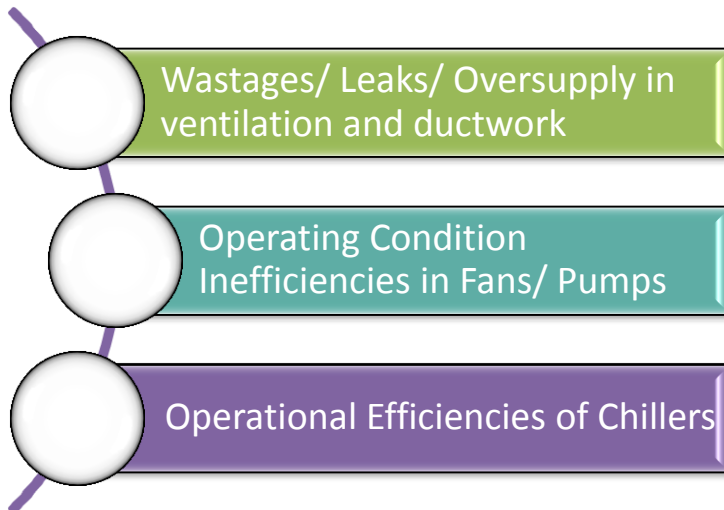 Wastages/ Leaks/ Oversupply in
ventilation and ductwork
Operating Condition
Inefficiencies in Fans/ Pumps
Operational Efficiencies of Chillers